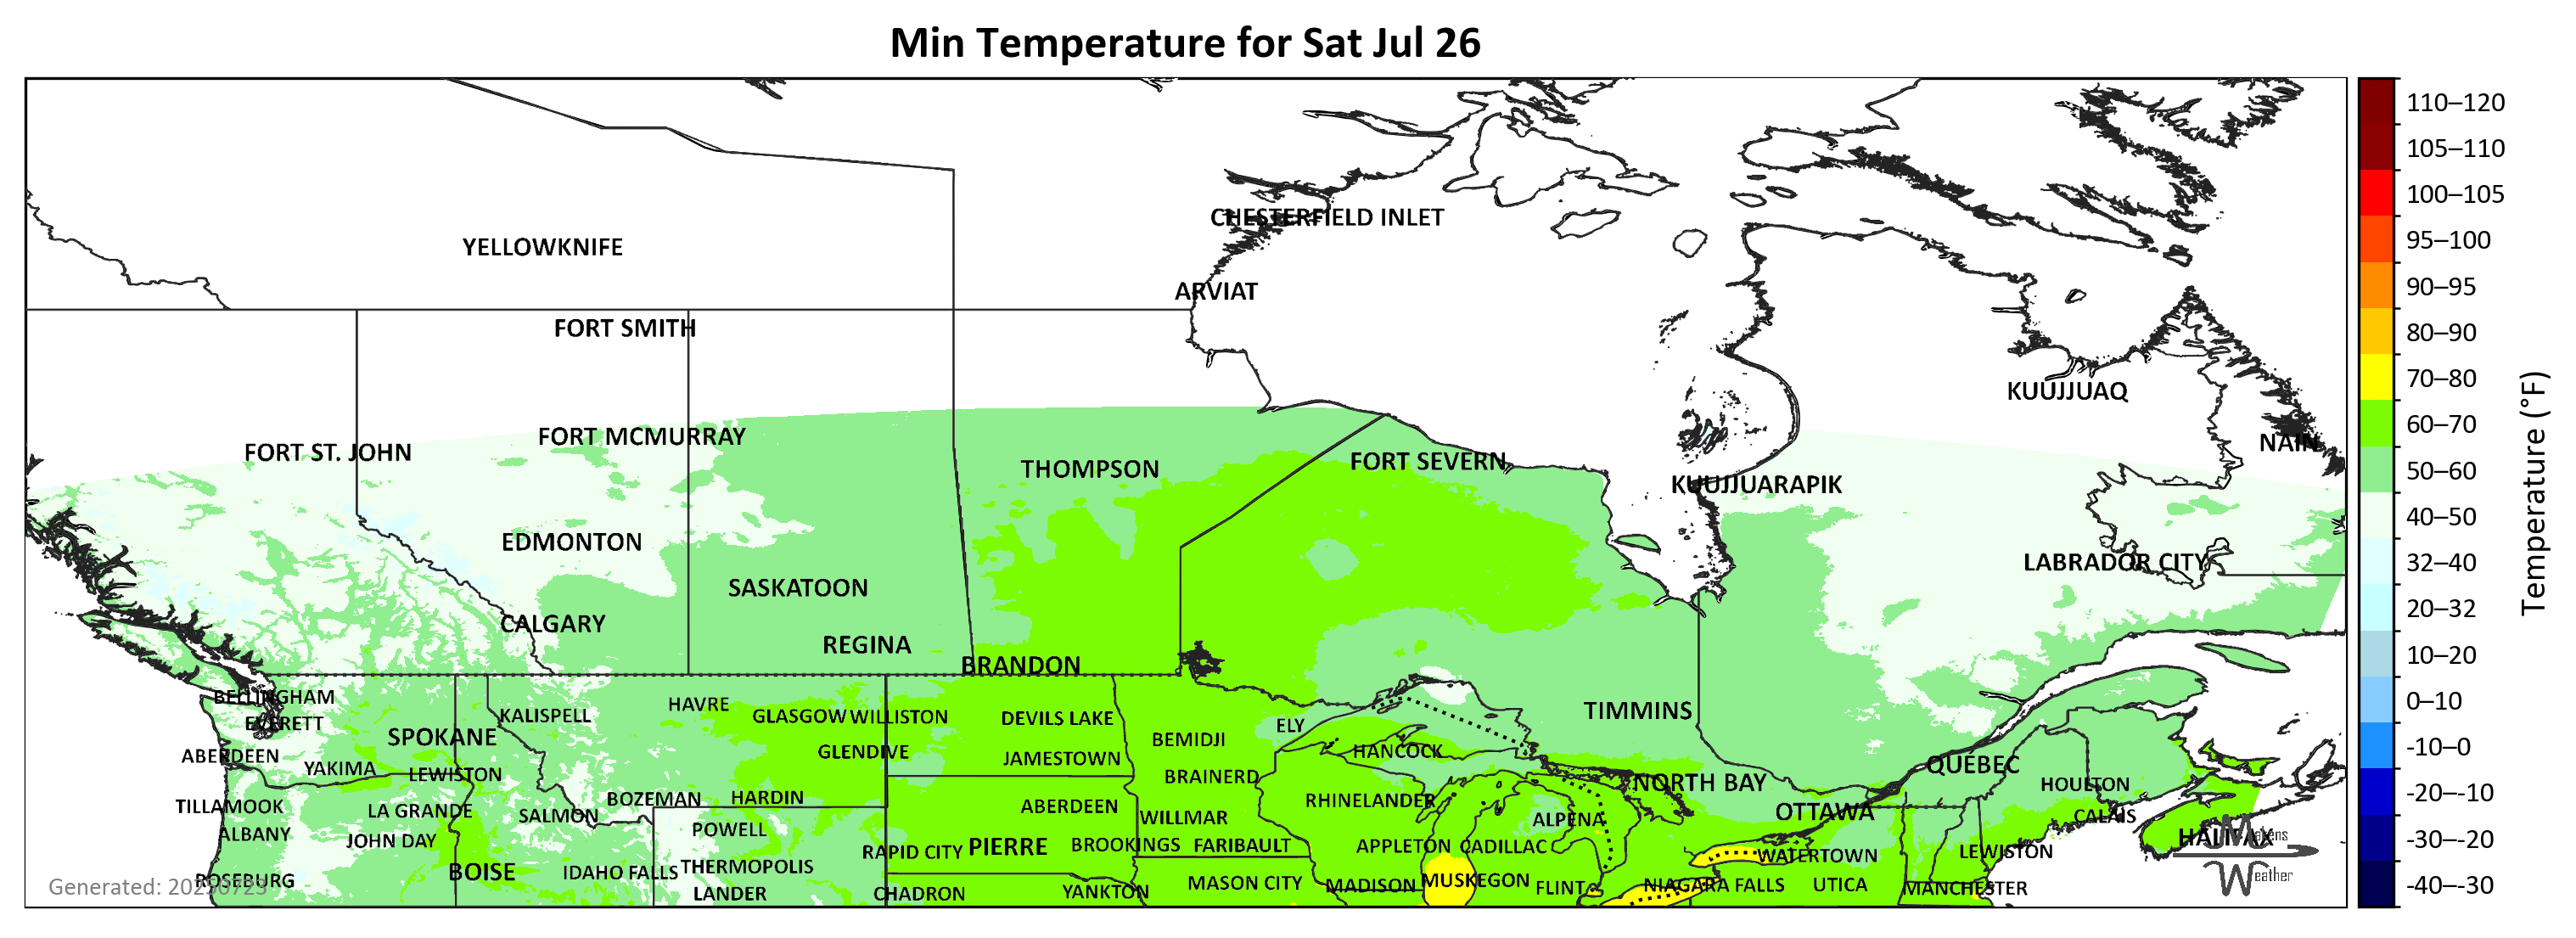 Min Temperature for Sat Jul 26
110–120
105–110
CHESTERFIELD INLET
100–105
YELLOWKNIFE
95–100
ARVIAT
90–95
FORT SMITH
80–90
70–80
KUUJJUAQ
FORT MCMURRAY
60–70
FORT ST. JOHN
NAIN
THOMPSON
FORT SEVERN
50–60
KUUJJUARAPIK
Temperature (°F)
40–50
EDMONTON
LABRADOR CITY
32–40
SASKATOON
20–32
CALGARY
REGINA
10–20
BRANDON
BELLINGHAM
0–10
HAVRE
KALISPELL
GLASGOW
WILLISTON
DEVILS LAKE
TIMMINS
EVERETT
ELY
SPOKANE
BEMIDJI
-10–0
ABERDEEN
GLENDIVE
JAMESTOWN
HANCOCK
QUÉBEC
YAKIMA
LEWISTON
BRAINERD
NORTH BAY
HOULTON
-20–-10
BOZEMAN
HARDIN
RHINELANDER
TILLAMOOK
LA GRANDE
SALMON
ABERDEEN
WILLMAR
ALPENA
OTTAWA
CALAIS
ALBANY
JOHN DAY
POWELL
HALIFAX
Makens
Weather
-30–-20
RAPID CITY
PIERRE
BROOKINGS
FARIBAULT
APPLETON
CADILLAC
WATERTOWN
LEWISTON
BOISE
IDAHO FALLS
THERMOPOLIS
ROSEBURG
Generated: 20250723
LANDER
CHADRON
YANKTON
MASON CITY
MADISON
MUSKEGON
FLINT
NIAGARA FALLS
UTICA
MANCHESTER
-40–-30